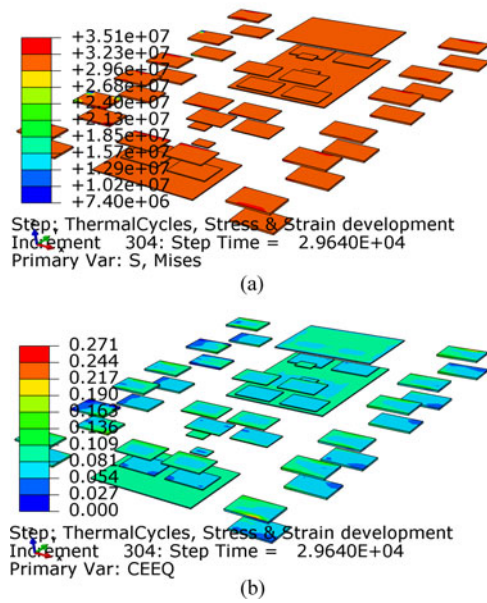 +3.51e+07
+3.23e+07
+2.96e+07
+2.68e+07
+2.40e+07
+2.13e+07
+1.85e+07
+1.57e+07
+1.29e+07
+1.02e+07
+7.40e+06
Step: ThermalCycles, Stress & Strain development
Increment 304: Step Time = 2.9640E+04
Primary Var: S, Mises
(a)
0.271
0.244
0.217
0.190
0.163
0.136
0.109
0.081
0.054
0.027
0.000
Step: ThermalCycles, Stress & Strain development
Increment 304: Step Time = 2.9640E+04
Primary Var: CEEQ
(b)